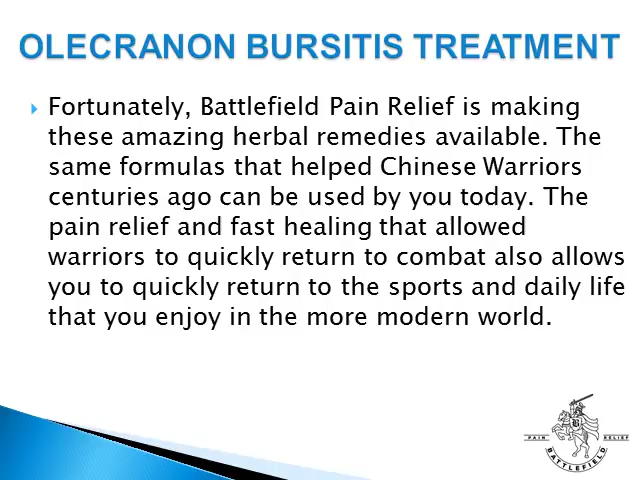 OLECRANON BURSITIS TREATMENT
Fortunately, Battlefield Pain Relief is making
these amazing herbal remedies available. The
same formulas that helped Chinese Warriors
centuries ago can be used by you today. The
pain relief and fast healing that allowed
warriors to quickly return to combat also allows
you to quickly return to the sports and daily life
that you enjoy in the more modern world.
B
PAIN RELIEF
BATTLEFIELD